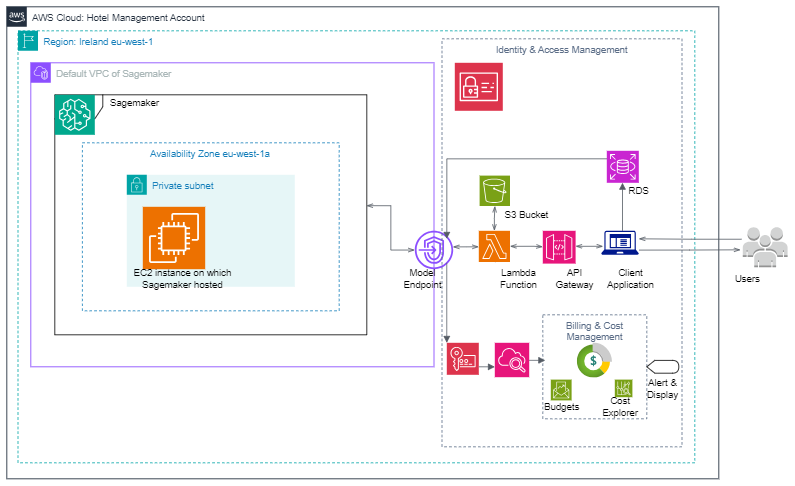 aws
AWS Cloud: Hotel Management Account
Region: Ireland eu-west-1
Identity & Access Management
Default VPC of Sagemaker
Sagemaker
Availability Zone eu-west-1a
Private subnet
EC2 instance on which
Sagemaker hosted
RDS
S3 Bucket
Model
Endpoint
Lambda
Function
API
Gateway
Client
Application
Users
Billing & Cost
Management
$
Budgets
Cost
Explorer
Alert &
Display